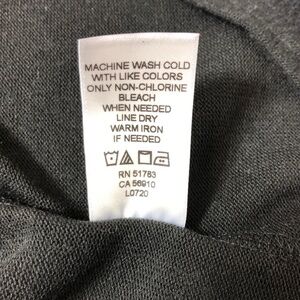 MACHINE WASH COLD
WITH LIKE COLORS
ONLY NON-CHLORINE
BLEACH
WHEN NEEDED
LINE DRY
WARM IRON
IF NEEDED
RN 51783
CA 56910
L0720